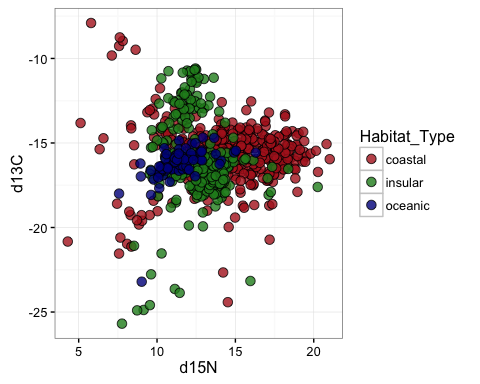 -10
-15
-20
-25
d13C
5 10 15 20
d15N
Habitat_Type
coastal
insular
oceanic